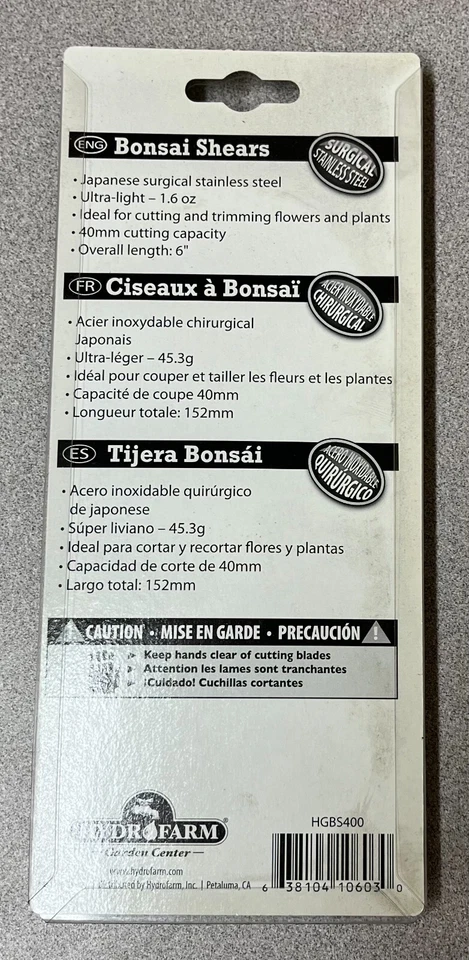 ENG Bonsai Shears
SURGICAL
STAINLESS STEEL
• Japanese surgical stainless steel
• Ultra-light – 1.6 oz
• Ideal for cutting and trimming flowers and plants
• 40mm cutting capacity
• Overall length: 6"
FR Ciseaux à Bonsaï
ACIER INOXYDABLE
CHIRURGICAL
• Acier inoxydable chirurgical
Japonais
• Ultra-léger – 45.3g
• Idéal pour couper et tailler les fleurs et les plantes
• Capacité de coupe 40mm
• Longueur totale: 152mm
ES Tijera Bonsái
ACERO INOXIDABLE
QUIRÚRGICO
• Acero inoxidable quirúrgico
de japonese
• Súper liviano – 45.3g
• Ideal para cortar y recortar flores y plantas
• Capacidad de corte de 40mm
• Largo total: 152mm
CAUTION • MISE EN GARDE • PRECAUCIÓN !
Keep hands clear of cutting blades
Attention les lames sont tranchantes
¡Cuidado! Cuchillas cortantes
HYDROFARM®
Garden Center
www.hydrofarm.com
Distributed by Hydrofarm, Inc. | Petaluma, CA
HGBS400
6 38104 10603 0